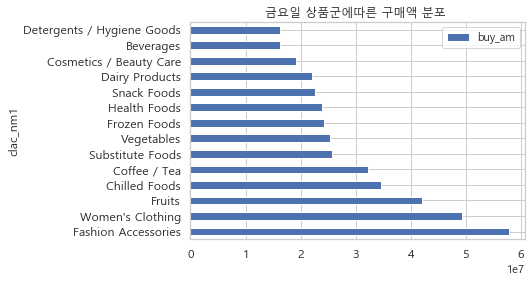 금요일 상품군에따른 구매액 분포
buy_am
clac_nm1
Detergents / Hygiene Goods
Beverages
Cosmetics / Beauty Care
Dairy Products
Snack Foods
Health Foods
Frozen Foods
Vegetables
Substitute Foods
Coffee / Tea
Chilled Foods
Fruits
Women's Clothing
Fashion Accessories
0 1 2 3 4 5 6
1e7